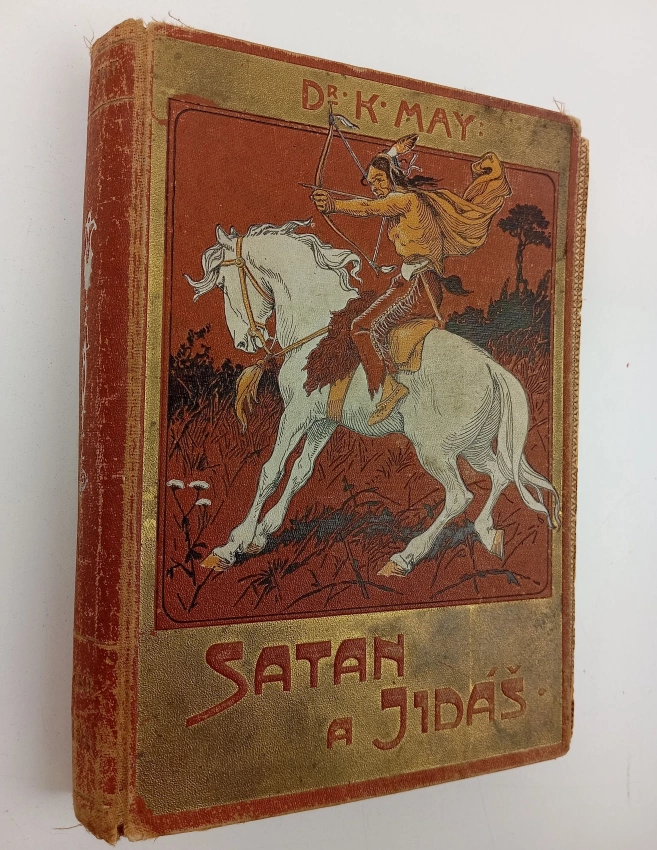 DR· K· MAY:
SATAN
A JIDÁŠ·